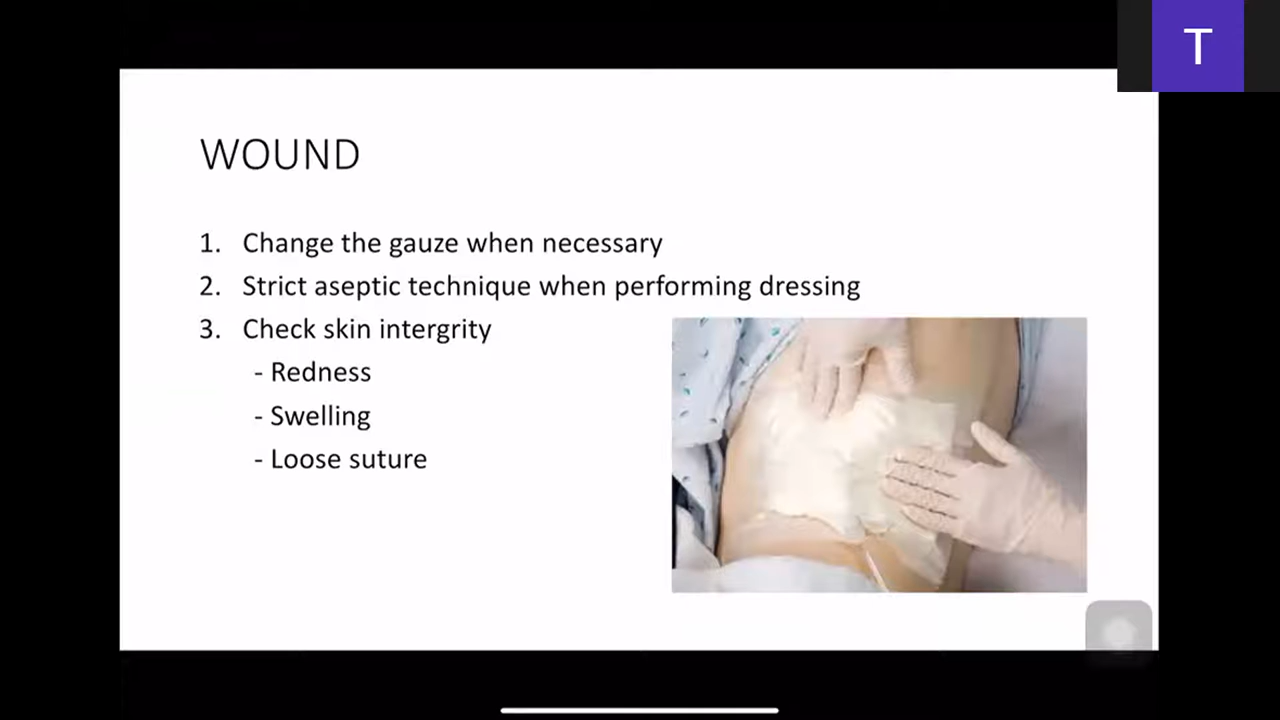 T
WOUND
1. Change the gauze when necessary
2. Strict aseptic technique when performing dressing
3. Check skin intergrity
- Redness
- Swelling
- Loose suture